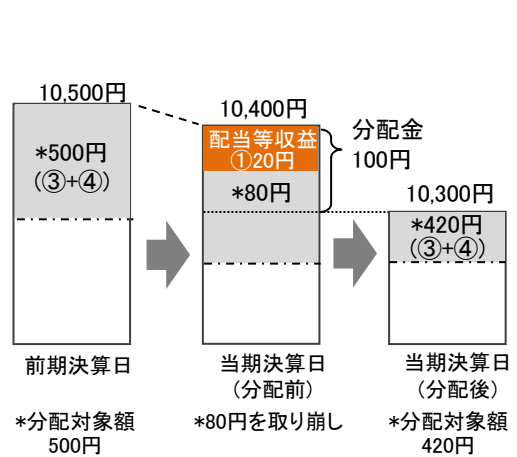 10,500円
*500円
(③+④)
前期決算日
*分配対象額
500円
10,400円
配当等収益
①20円
*80円
分配金
100円
当期決算日
(分配前)
*80円を取り崩し
10,300円
*420円
(③+④)
当期決算日
(分配後)
*分配対象額
420円